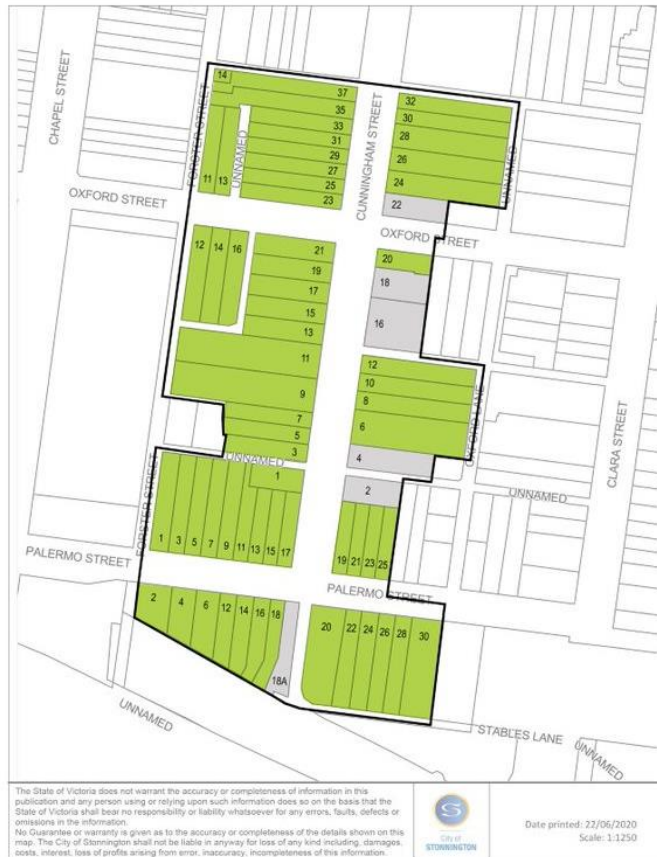 CHAPEL STREET
FORSTER STREET
14
37
35
33
31
29
27
25
23
11
13
UNNAMED
CUNNINGHAM STREET
32
30
28
26
24
22
UNNAMED
OXFORD STREET
OXFORD STREET
12
14
16
21
19
17
15
13
11
9
7
5
3
20
18
16
12
10
8
6
4
OXFORD LANE
CLARA STREET
UNNAMED
1
2
UNNAMED
FORSTER STREET
1
3
5
7
9
11
13
15
17
19
21
23
25
PALERMO STREET
PALERMO STREET
2
4
6
12
14
16
18
18A
20
22
24
26
28
30
UNNAMED
STABLES LANE
UNNAMED
The State of Victoria does not warrant the accuracy or completeness of information in this
publication and any person using or relying upon such information does so on the basis that the
State of Victoria shall bear no responsibility or liability whatsoever for any errors, faults, defects or
omissions in the information.
No Guarantee or warranty is given as to the accuracy or completeness of the details shown on this
map. The City of Stonnington shall not be liable in anyway for loss of any kind including, damages,
costs, interest, loss of profits arising from error, inaccuracy, incompleteness of this information.
City of
STONNINGTON
Date printed: 22/06/2020
Scale: 1:1250